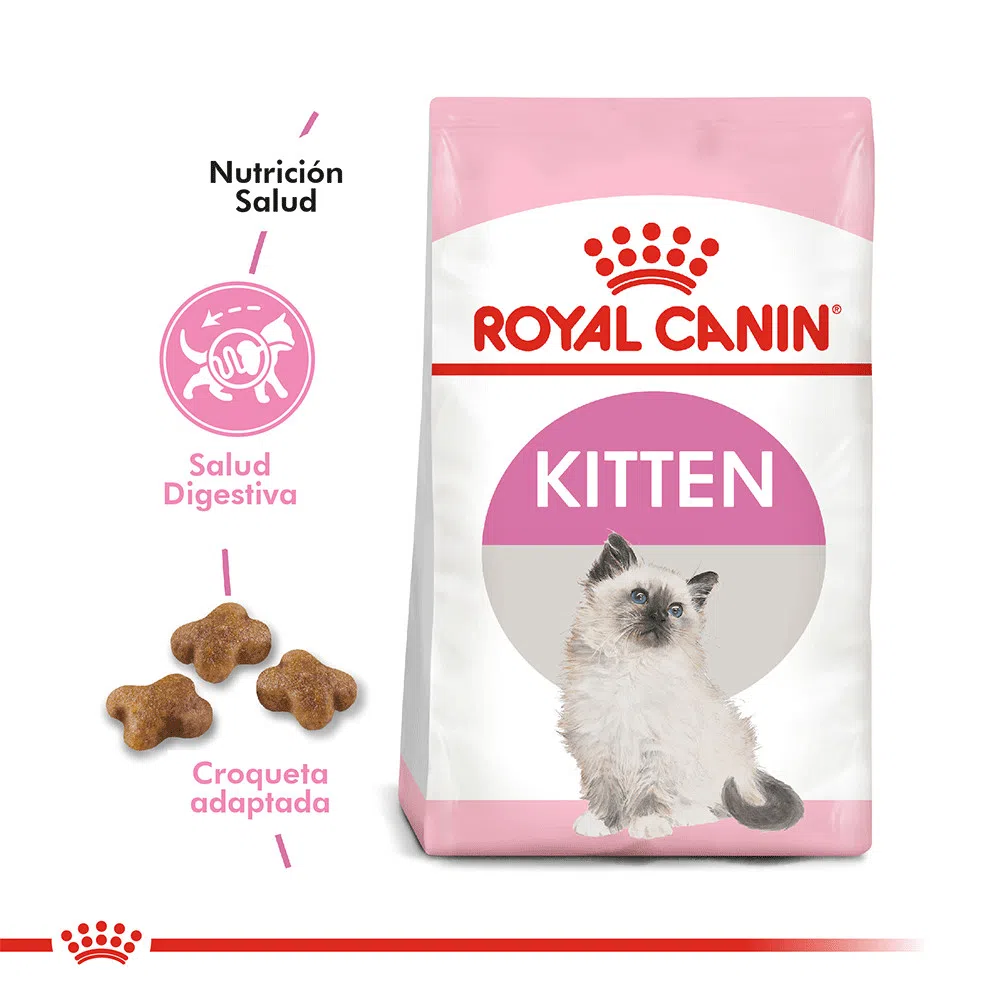 Nutrición
Salud
Salud
Digestiva
Croqueta
adaptada
ROYAL CANIN®
KITTEN